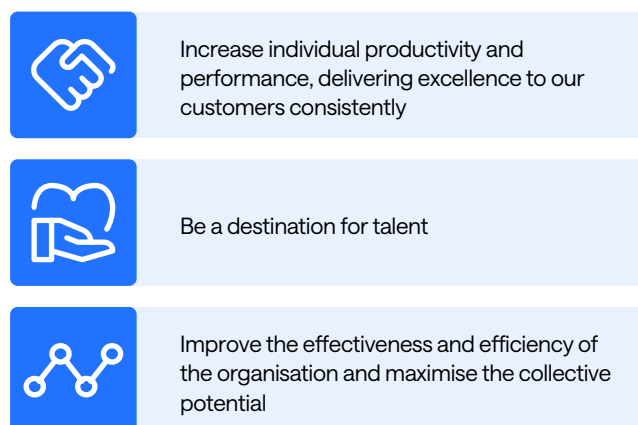 Increase individual productivity and
performance, delivering excellence to our
customers consistently
Be a destination for talent
Improve the effectiveness and efficiency of
the organisation and maximise the collective
potential